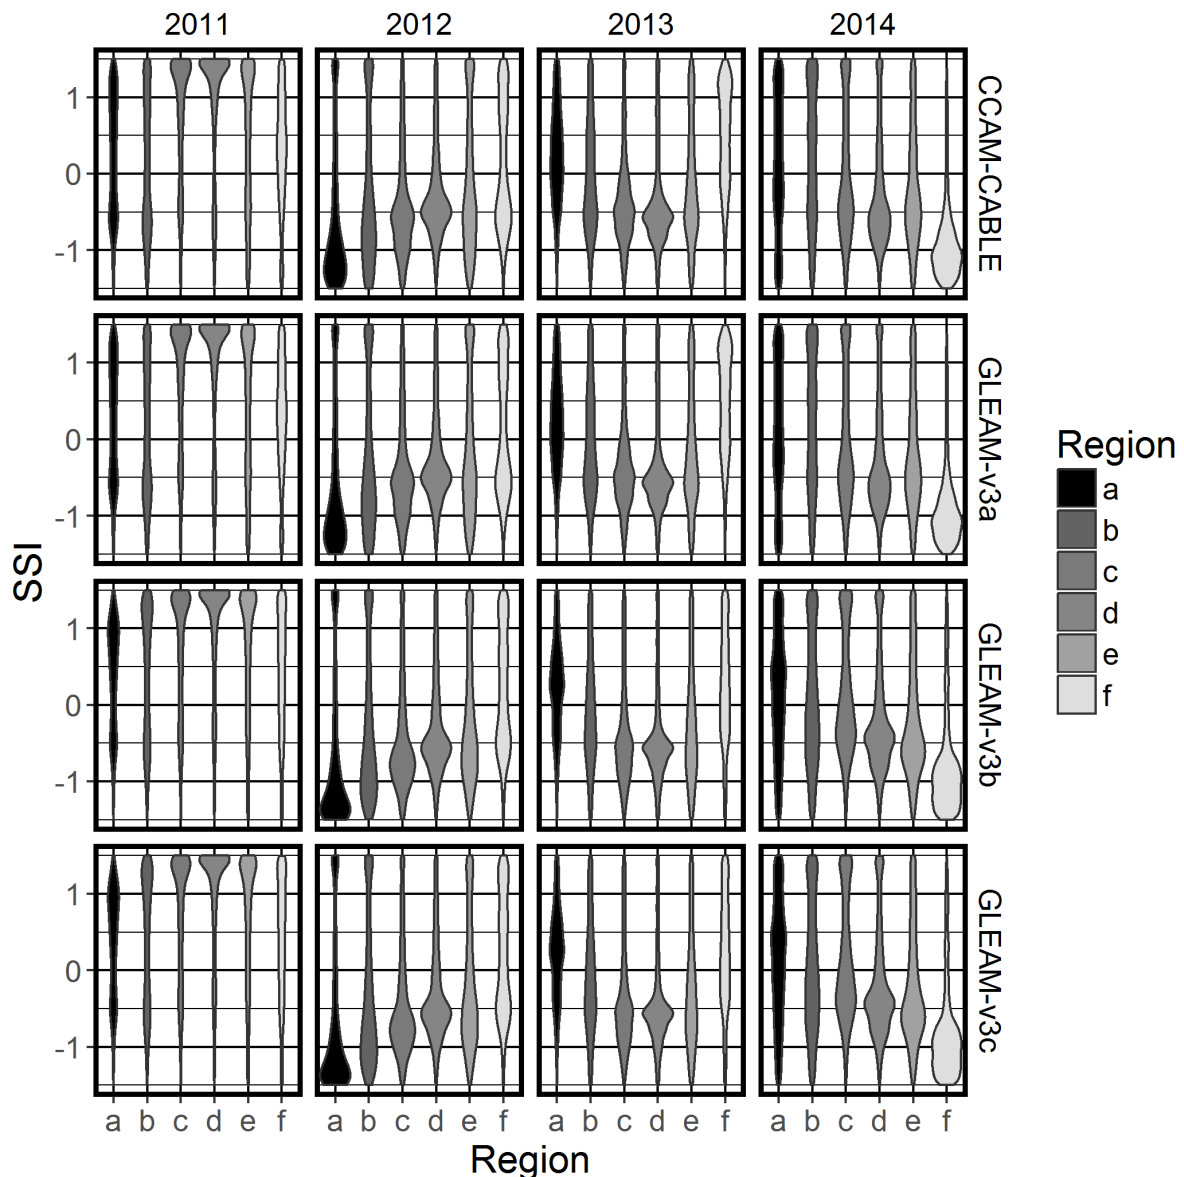 2011 2012 2013 2014
1
0
-1
CCAM-CABLE
1
0
-1
GLEAM-v3a
1
0
-1
GLEAM-v3b
1
0
-1
GLEAM-v3c
SSI
a b c d e f a b c d e f a b c d e f a b c d e f
Region
Region
a
b
c
d
e
f